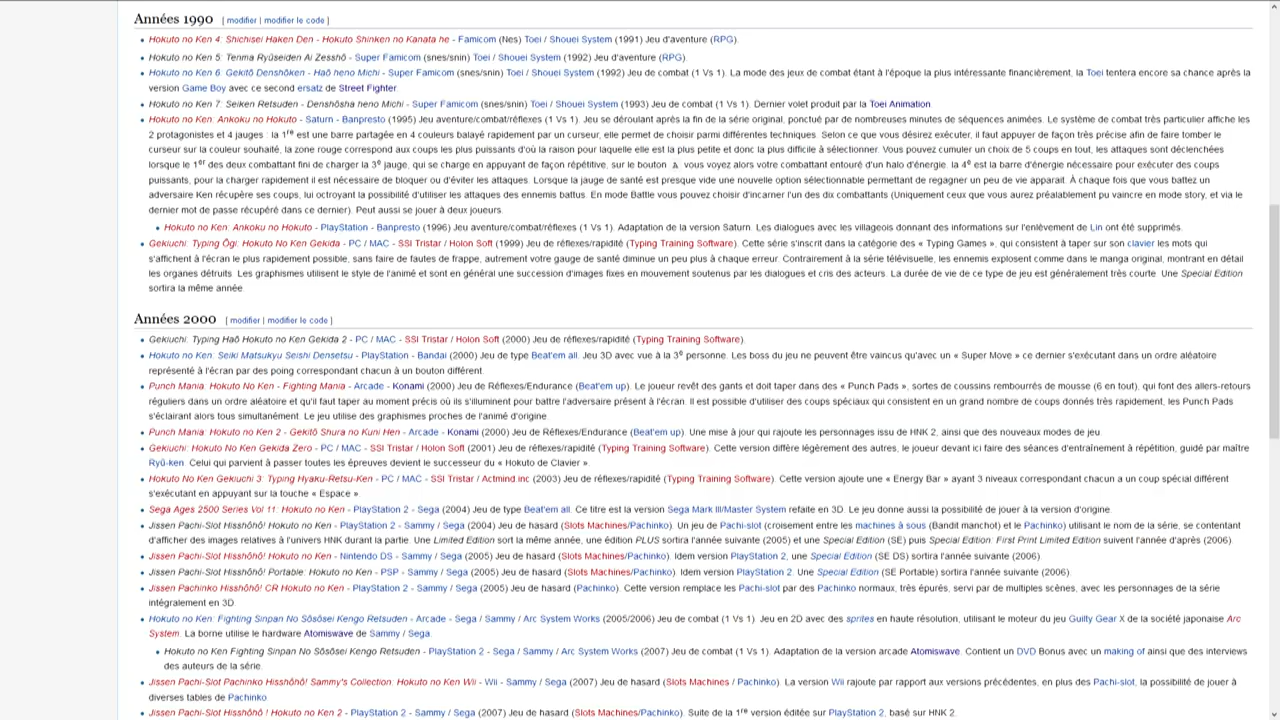 Années 1990 [ modifier | modifier le code ]
• Hokuto no Ken 4: Shichisei Haken Den - Hokuto Shinken no Kanata he - Famicom (Nes) Toei / Shouei System (1991) Jeu d'aventure (RPG).
• Hokuto no Ken 5: Tenma Ryūseiden Ai Zesshō - Super Famicom (snes/snin) Toei / Shouei System (1992) Jeu d'aventure (RPG).
• Hokuto no Ken 6: Gekitō Denshōken - Haō heno Michi - Super Famicom (snes/snin) Toei / Shouei System (1992) Jeu de combat (1 Vs 1). La mode des jeux de combat étant à l'époque la plus intéressante financièrement, la Toei tentera encore sa chance après la
version Game Boy avec ce second ersatz de Street Fighter
• Hokuto no Ken 7: Seiken Retsuden - Denshōsha heno Michi - Super Famicom (snes/snin) Toei / Shouei System (1993) Jeu de combat (1 Vs 1). Dernier volet produit par la Toei Animation
• Hokuto no Ken: Ankoku no Hokuto - Saturn - Banpresto (1995) Jeu aventure/combat/réflexes (1 Vs 1). Jeu se déroulant après la fin de la série original, ponctué par de nombreuses minutes de séquences animées. Le système de combat très particulier affiche les
2 protagonistes et 4 jauges : la 1re est une barre partagée en 4 couleurs balayé rapidement par un curseur, elle permet de choisir parmi différentes techniques. Selon ce que vous désirez exécuter, il faut appuyer de façon très précise afin de faire tomber le
curseur sur la couleur souhaité, la zone rouge correspond aux coups les plus puissants d'où la raison pour laquelle elle est la plus petite et donc la plus difficile à sélectionner. Vous pouvez cumuler un choix de 5 coups en tout, les attaques sont déclenchées
lorsque le 1er des deux combattant fini de charger la 3e jauge, qui se charge en appuyant de façon répétitive, sur le bouton A vous voyez alors votre combattant entouré d'un halo d'énergie. la 4e est la barre d'énergie nécessaire pour exécuter des coups
puissants, pour la charger rapidement il est nécessaire de bloquer ou d'éviter les attaques. Lorsque la jauge de santé est presque vide une nouvelle option sélectionnable permettant de regagner un peu de vie apparait. À chaque fois que vous battez un
adversaire Ken récupère ses coups, lui octroyant la possibilité d'utiliser les attaques des ennemis battus. En mode Battle vous pouvez choisir d'incarner l'un des dix combattants (Uniquement ceux que vous aurez préalablement pu vaincre en mode story, et via le
dernier mot de passe récupéré dans ce dernier). Peut aussi se jouer à deux joueurs.
• Hokuto no Ken: Ankoku no Hokuto - PlayStation - Banpresto (1996) Jeu aventure/combat/réflexes (1 Vs 1). Adaptation de la version Saturn. Les dialogues avec les villageois donnant des informations sur l'enlèvement de Lin ont été supprimés.
• Gekiuchi: Typing Ōgi: Hokuto No Ken Gekida - PC / MAC - SSI Tristar / Holon Soft (1999) Jeu de réflexes/rapidité (Typing Training Software). Cette série s'inscrit dans la catégorie des « Typing Games », qui consistent à taper sur son clavier les mots qui
s'affichent à l'écran le plus rapidement possible, sans faire de fautes de frappe, autrement votre gauge de santé diminue un peu plus à chaque erreur. Contrairement à la série télévisuelle, les ennemis explosent comme dans le manga original, montrant en détail
les organes détruits. Les graphismes utilisent le style de l'animé et sont en général une succession d'images fixes en mouvement soutenus par les dialogues et cris des acteurs. La durée de vie de ce type de jeu est généralement très courte. Une Special Edition
sortira la même année.
Années 2000 [ modifier | modifier le code ]
• Gekiuchi: Typing Haō Hokuto no Ken Gekida 2 - PC / MAC - SSI Tristar / Holon Soft (2000) Jeu de réflexes/rapidité (Typing Training Software).
• Hokuto no Ken: Seiki Matsukyu Seishi Densetsu - PlayStation - Bandai (2000) Jeu de type Beat'em all. Jeu 3D avec vue à la 3e personne. Les boss du jeu ne peuvent être vaincus qu'avec un « Super Move » ce dernier s'exécutant dans un ordre aléatoire
représenté à l'écran par des poing correspondant chacun à un bouton différent.
• Punch Mania: Hokuto No Ken - Fighting Mania - Arcade - Konami (2000) Jeu de Réflexes/Endurance (Beat'em up). Le joueur revêt des gants et doit taper dans des « Punch Pads », sortes de coussins rembourrés de mousse (6 en tout), qui font des allers-retours
réguliers dans un ordre aléatoire et qu'il faut taper au moment précis où ils s'illuminent pour battre l'adversaire présent à l'écran. Il est possible d'utiliser des coups spéciaux qui consistent en un grand nombre de coups donnés très rapidement, les Punch Pads
s'éclairant alors tous simultanément. Le jeu utilise des graphismes proches de l'animé d'origine.
• Punch Mania: Hokuto No Ken 2 - Gekitō Shura no Kuni Hen - Arcade - Konami (2000) Jeu de Réflexes/Endurance (Beat'em up). Une mise à jour qui rajoute les personnages issu de HNK 2, ainsi que des nouveaux modes de jeu.
• Gekiuchi: Hokuto No Ken Gekida Zero - PC / MAC - SSI Tristar / Holon Soft (2001) Jeu de réflexes/rapidité (Typing Training Software). Cette version diffère légèrement des autres, le joueur devant ici faire des séances d'entraînement à répétition, guidé par maître
Ryū-ken. Celui qui parvient à passer toutes les épreuves devient le successeur du « Hokuto de Clavier ».
• Hokuto No Ken Gekiuchi 3: Typing Hyaku-Retsu-Ken - PC / MAC - SSI Tristar / Actmind inc (2003) Jeu de réflexes/rapidité (Typing Training Software). Cette version ajoute une « Energy Bar » ayant 3 niveaux correspondant chacun a un coup spécial différent
s'exécutant en appuyant sur la touche « Espace »
• Sega Ages 2500 Series Vol 11: Hokuto no Ken - PlayStation 2 - Sega (2004) Jeu de type Beat'em all. Ce titre est la version Sega Mark III/Master System refaite en 3D. Le jeu donne aussi la possibilité de jouer à la version d'origine.
• Jissen Pachi-Slot Hisshōhō! Hokuto no Ken - PlayStation 2 - Sammy / Sega (2004) Jeu de hasard (Slots Machines/Pachinko). Un jeu de Pachi-slot (croisement entre les machines à sous (Bandit manchot) et le Pachinko) utilisant le nom de la série, se contentant
d'afficher des images relatives à l'univers HNK durant la partie. Une Limited Edition sort la même année, une édition PLUS sortira l'année suivante (2005) et une Special Edition (SE) puis Special Edition: First Print Limited Edition suivent l'année d'après (2006).
• Jissen Pachi-Slot Hisshōhō! Hokuto no Ken - Nintendo DS - Sammy / Sega (2005) Jeu de hasard (Slots Machines/Pachinko). Idem version PlayStation 2, une Special Edition (SE DS) sortira l'année suivante (2006)
• Jissen Pachi-Slot Hisshōhō! Portable: Hokuto no Ken - PSP - Sammy / Sega (2005) Jeu de hasard (Slots Machines/Pachinko). Idem version PlayStation 2. Une Special Edition (SE Portable) sortira l'année suivante (2006).
• Jissen Pachinko Hisshōhō! CR Hokuto no Ken - PlayStation 2 - Sammy / Sega (2005) Jeu de hasard (Pachinko). Cette version remplace les Pachi-slot par des Pachinko normaux, très épurés, servi par de multiples scènes, avec les personnages de la série
intégralement en 3D.
• Hokuto no Ken: Fighting Sinpan No Sōsōsei Kengo Retsuden - Arcade - Sega / Sammy / Arc System Works (2005/2006) Jeu de combat (1 Vs 1). Jeu en 2D avec des sprites en haute résolution, utilisant le moteur du jeu Guilty Gear X de la société japonaise Arc
System. La borne utilise le hardware Atomiswave de Sammy / Sega.
• Hokuto no Ken Fighting Sinpan No Sōsōsei Kengo Retsuden - PlayStation 2 - Sega / Sammy / Arc System Works (2007) Jeu de combat (1 Vs 1). Adaptation de la version arcade Atomiswave. Contient un DVD Bonus avec un making of ainsi que des interviews
des auteurs de la série.
• Jissen Pachi-Slot Pachinko Hisshōhō! Sammy's Collection: Hokuto no Ken Wii - Wii - Sammy / Sega (2007) Jeu de hasard (Slots Machines / Pachinko). La version Wii rajoute par rapport aux versions précédentes, en plus des Pachi-slot, la possibilité de jouer à
diverses tables de Pachinko.
• Jissen Pachi-Slot Hisshōhō ! Hokuto no Ken 2 - PlayStation 2 - Sammy / Sega (2007) Jeu de hasard (Slots Machines/Pachinko). Suite de la 1re version éditée sur PlayStation 2, basé sur HNK 2.